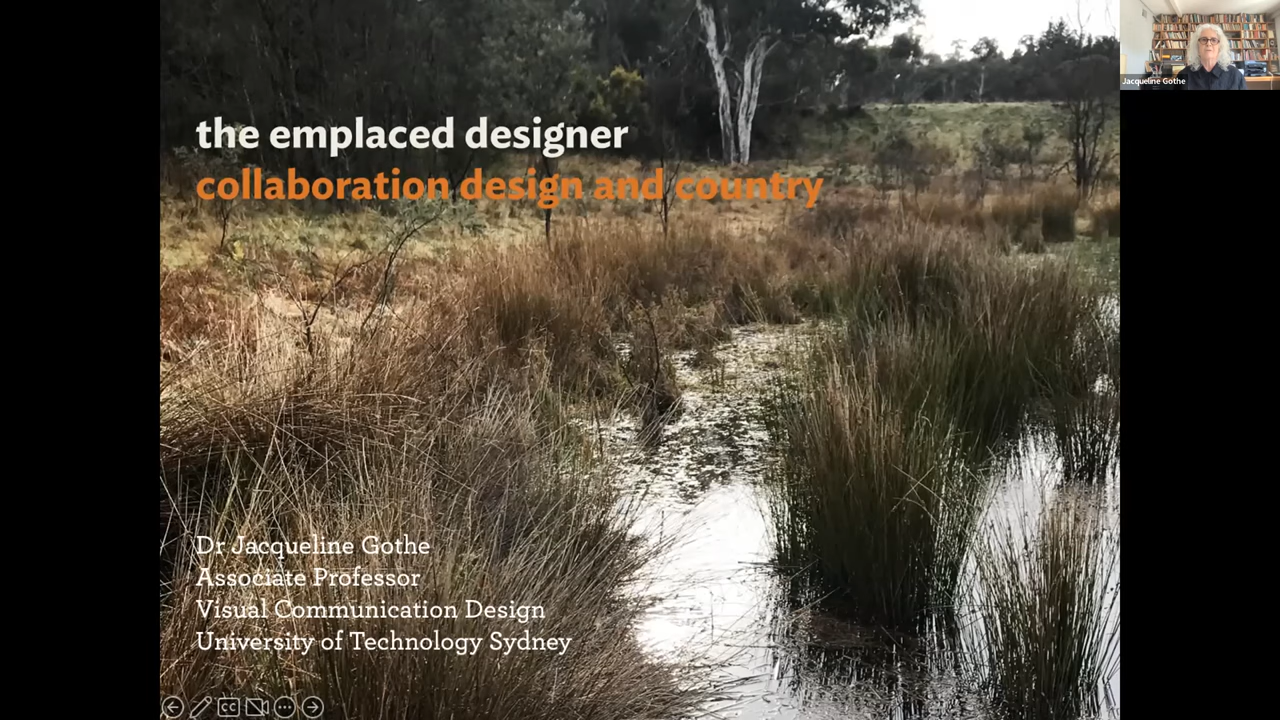 the emplaced designer
collaboration design and country
Jacqueline Gothe
Dr Jacqueline Gothe
Associate Professor
Visual Communication Design
University of Technology Sydney
CC